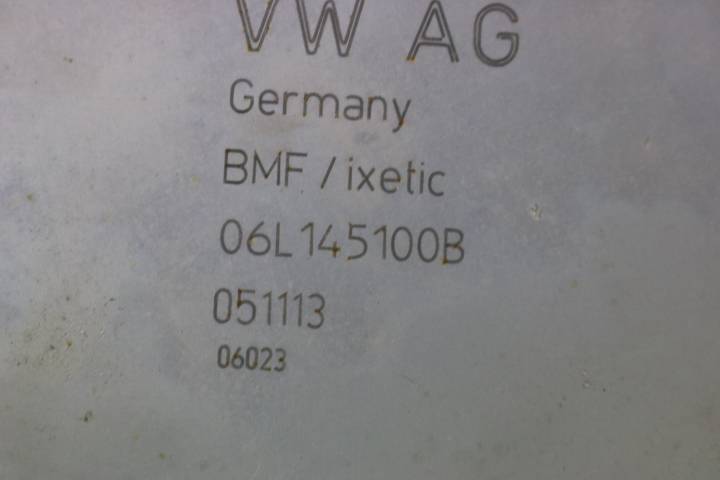 VW AG
Germany
BMF / ixetic
06L145100B
051113
06023